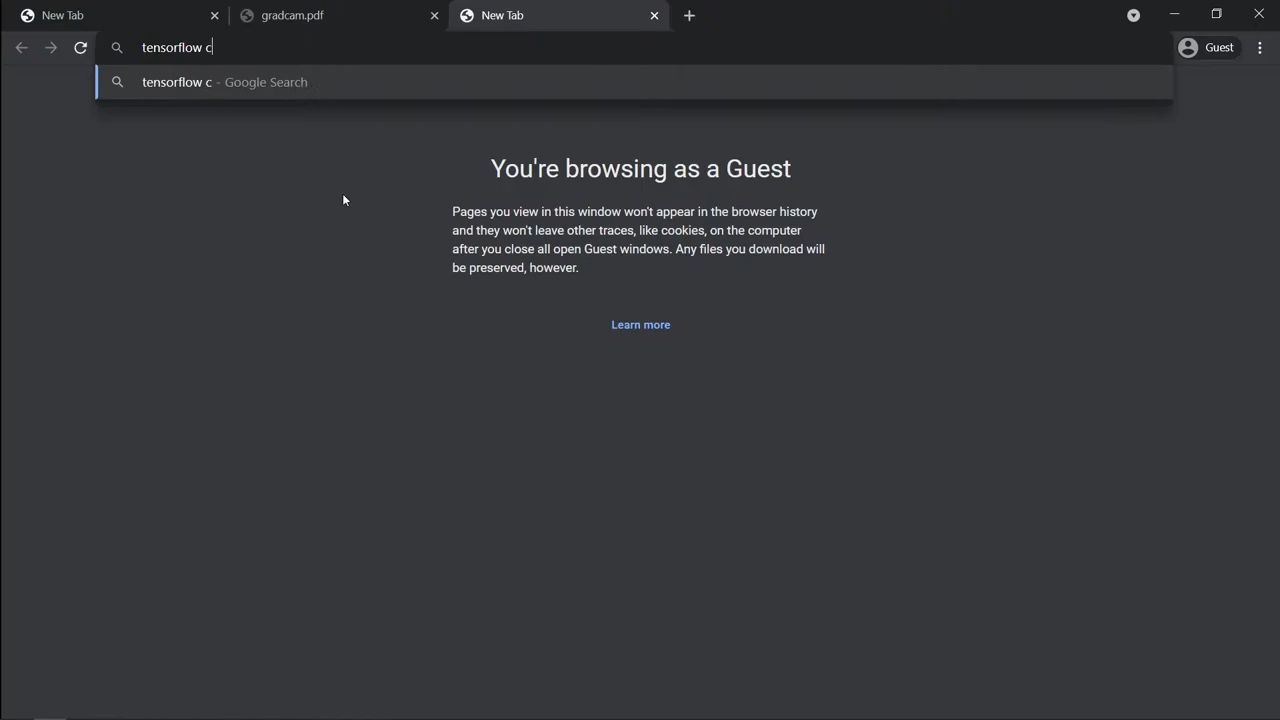 New Tab
gradcam.pdf
New Tab
tensorflow c
Guest
tensorflow c - Google Search
You're browsing as a Guest
Pages you view in this window won't appear in the browser history
and they won't leave other traces, like cookies, on the computer
after you close all open Guest windows. Any files you download will
be preserved, however.
Learn more